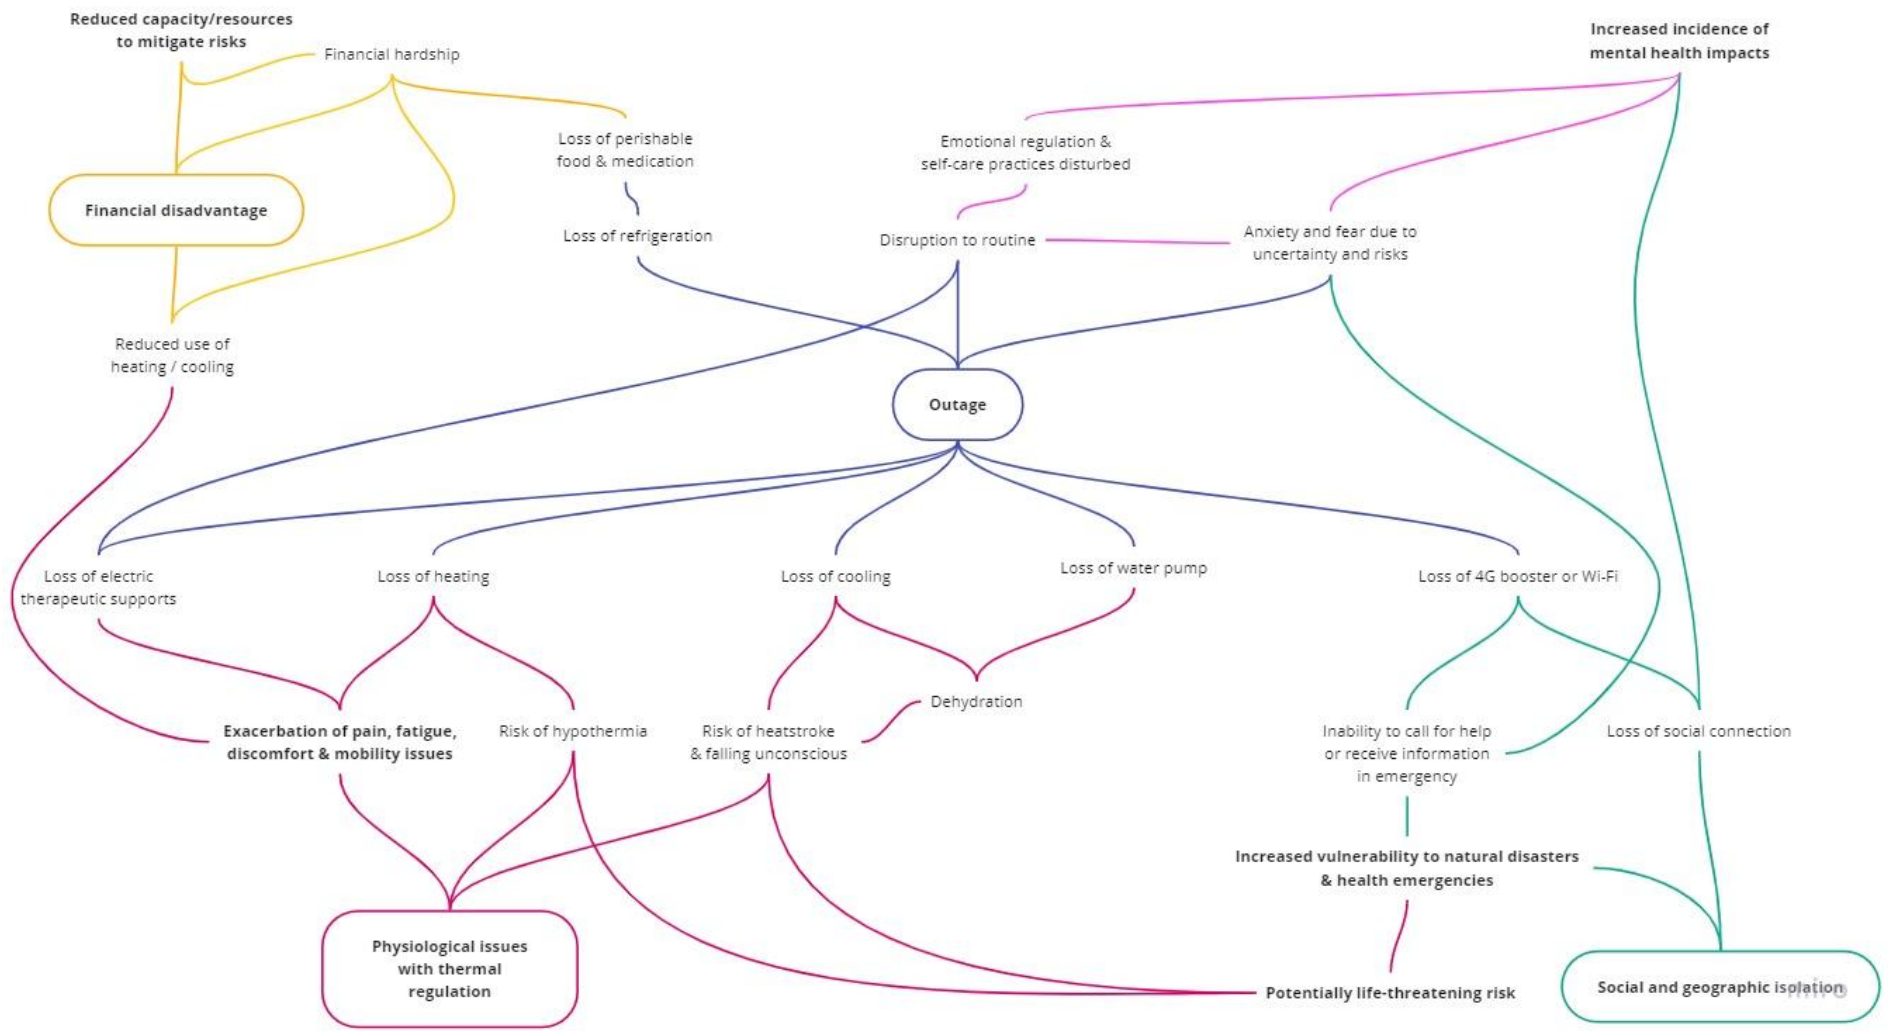 Reduced capacity/resources
to mitigate risks
Financial hardship
Increased incidence of
mental health impacts
Loss of perishable
food & medication
Emotional regulation &
self-care practices disturbed
Financial disadvantage
Loss of refrigeration
Disruption to routine
Anxiety and fear due to
uncertainty and risks
Reduced use of
heating / cooling
Outage
Loss of electric
therapeutic supports
Loss of heating
Loss of cooling
Loss of water pump
Loss of 4G booster or Wi-Fi
Dehydration
Exacerbation of pain, fatigue,
discomfort & mobility issues
Risk of hypothermia
Risk of heatstroke
& falling unconscious
Inability to call for help
or receive information
in emergency
Loss of social connection
Increased vulnerability to natural disasters
& health emergencies
Physiological issues
with thermal
regulation
Potentially life-threatening risk
Social and geographic isolation
miro